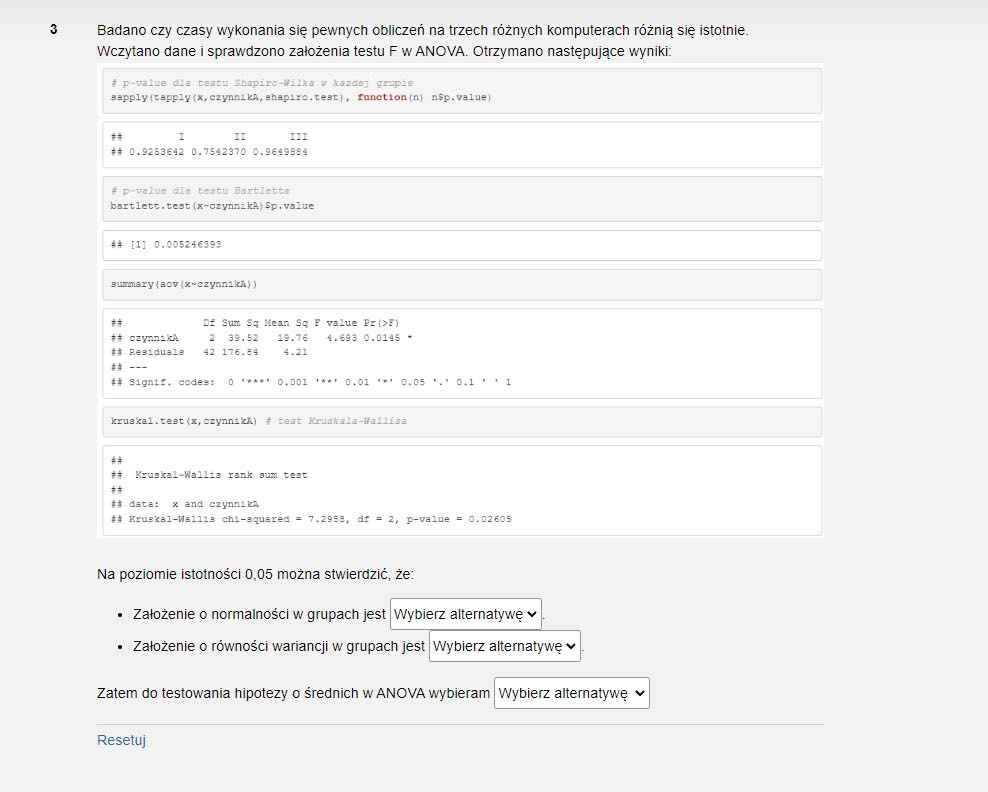 3
Badano czy czasy wykonania się pewnych obliczeń na trzech różnych komputerach różnią się istotnie.
Wczytano dane i sprawdzono założenia testu F w ANOVA. Otrzymano następujące wyniki:
# p-value dla testu Shapiro-Wilka w kazdej grupie
sapply(tapply(x,czynnikA,shapiro.test), function(n) n$p.value)
## I II III
## 0.9253642 0.7542370 0.9649884
# p-value dla testu Bartletta
bartlett.test(x~czynnikA)$p.value
## [1] 0.005246393
summary(aov(x~czynnikA))
## Df Sum Sq Mean Sq F value Pr(>F)
## czynnikA 2 39.52 19.76 4.693 0.0145 *
## Residuals 42 176.84 4.21
## ---
## Signif. codes: 0 '***' 0.001 '**' 0.01 '*' 0.05 '.' 0.1 ' ' 1
kruskal.test(x,czynnikA) # test Kruskala-Wallisa
##
## Kruskal-Wallis rank sum test
##
## data: x and czynnikA
## Kruskal-Wallis chi-squared = 7.2958, df = 2, p-value = 0.02605
Na poziomie istotności 0,05 można stwierdzić, że:
• Założenie o normalności w grupach jest Wybierz alternatywę .
• Założenie o równości wariancji w grupach jest Wybierz alternatywę .
Zatem do testowania hipotezy o średnich w ANOVA wybieram Wybierz alternatywę
Resetuj